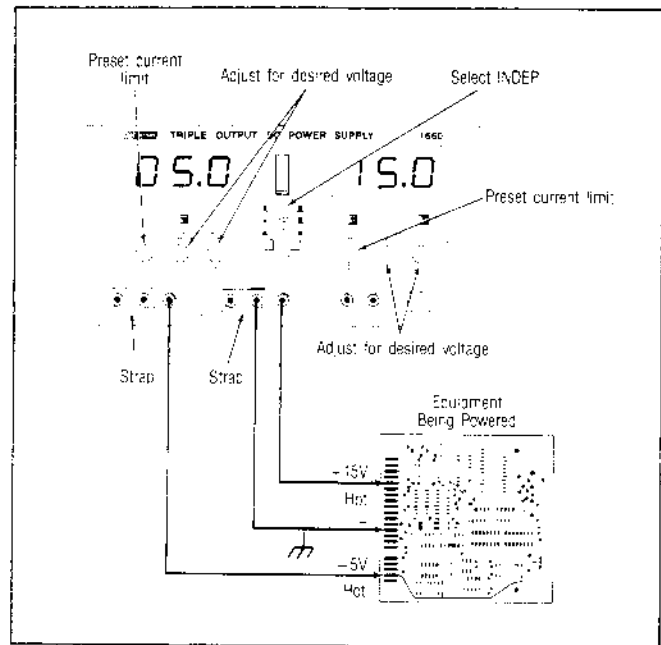 Preset current
limit
Adjust for desired voltage
Select INDEP
TRIPLE OUTPUT POWER SUPPLY 1660
05.0 15.0
Preset current limit
Strap
Strap
Adjust for desired voltage
Equipment
Being Powered
+15V
Hot
–
–5V
Hot